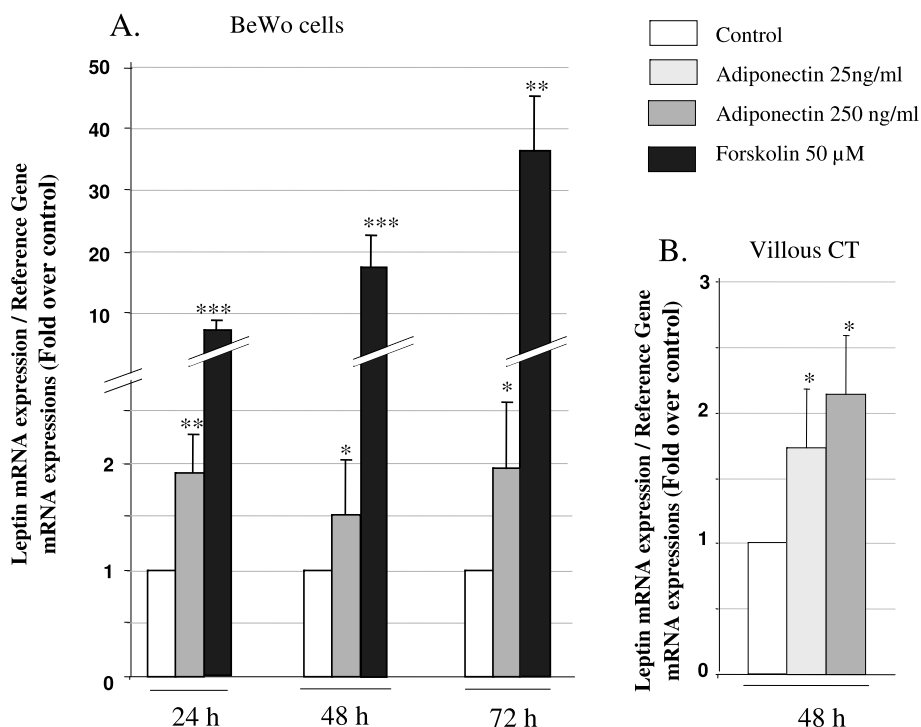 A.
BeWo cells
Leptin mRNA expression / Reference Gene
mRNA expressions (Fold over control)
50
40
30
20
10
2
1
0
***
***
**
**
*
*
24 h
48 h
72 h
Control
Adiponectin 25ng/ml
Adiponectin 250 ng/ml
Forskolin 50 µM
B.
Villous CT
Leptin mRNA expression / Reference Gene
mRNA expressions (Fold over control)
3
2
1
0
*
*
48 h